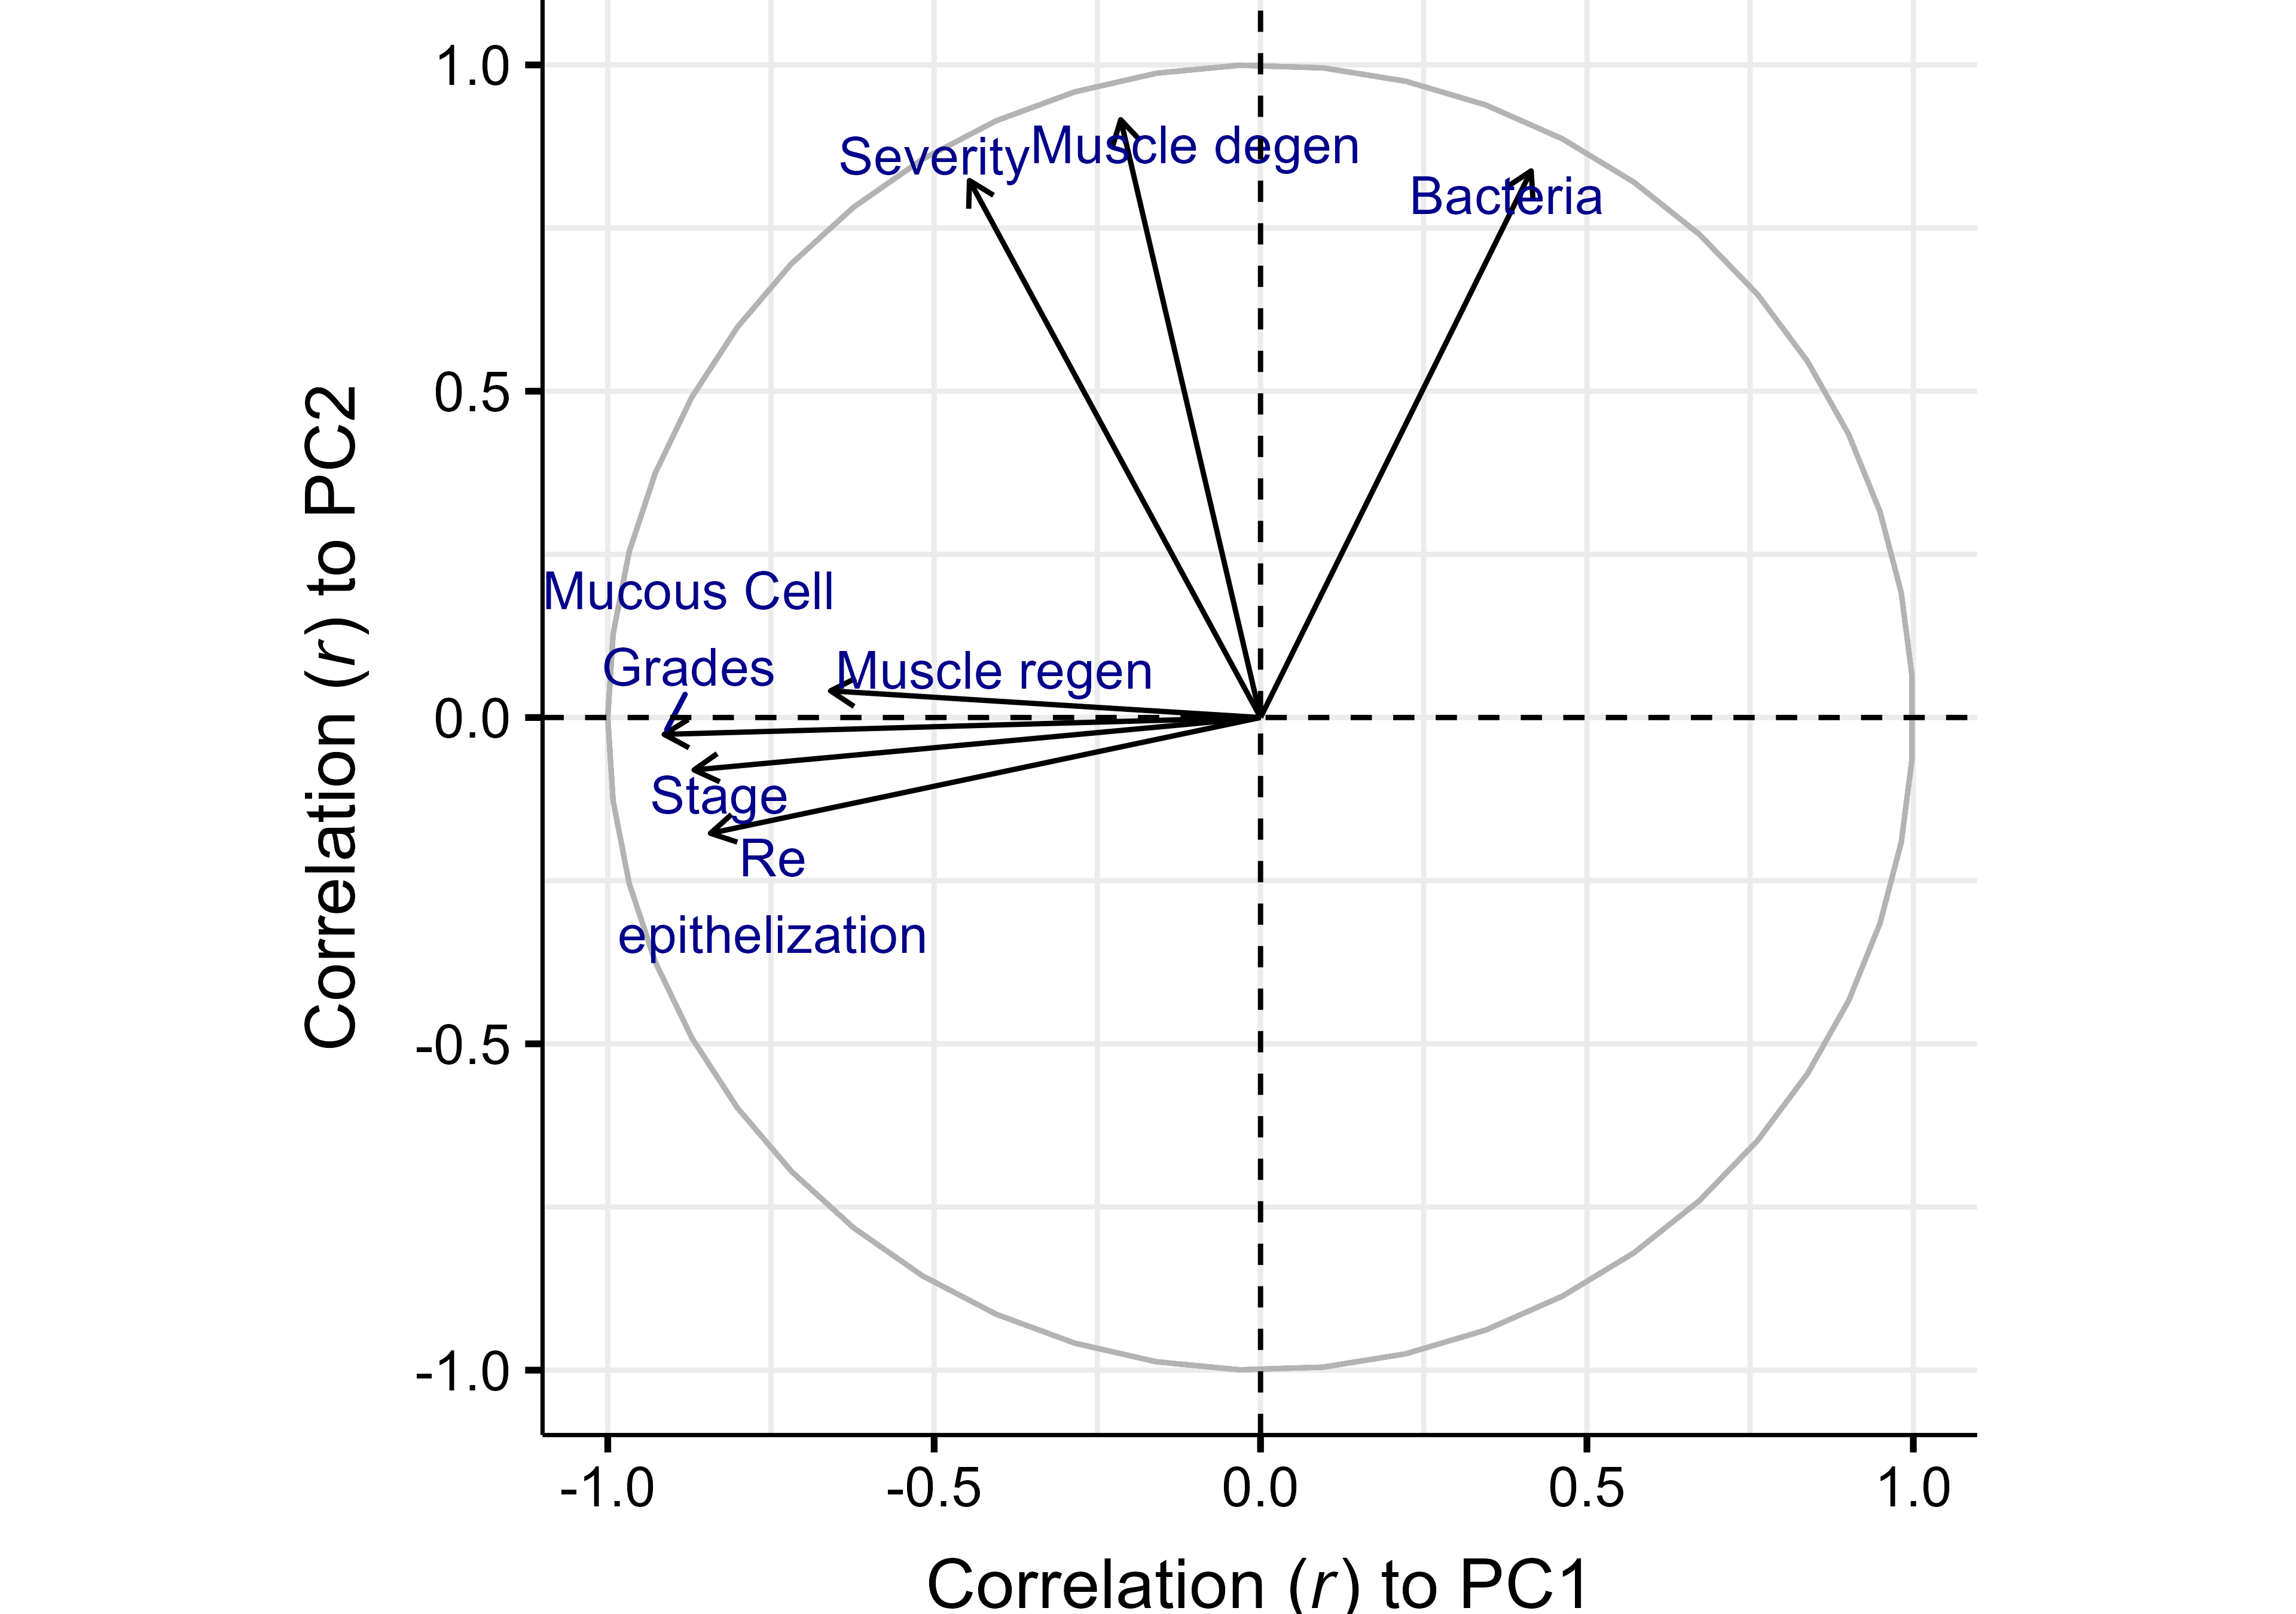 1.0
0.5
0.0
-0.5
-1.0
Correlation (r) to PC2
Severity
Muscle degen
Bacteria
Mucous Cell
Grades
Muscle regen
Stage
Re
epithelization
-1.0
-0.5
0.0
0.5
1.0
Correlation (r) to PC1